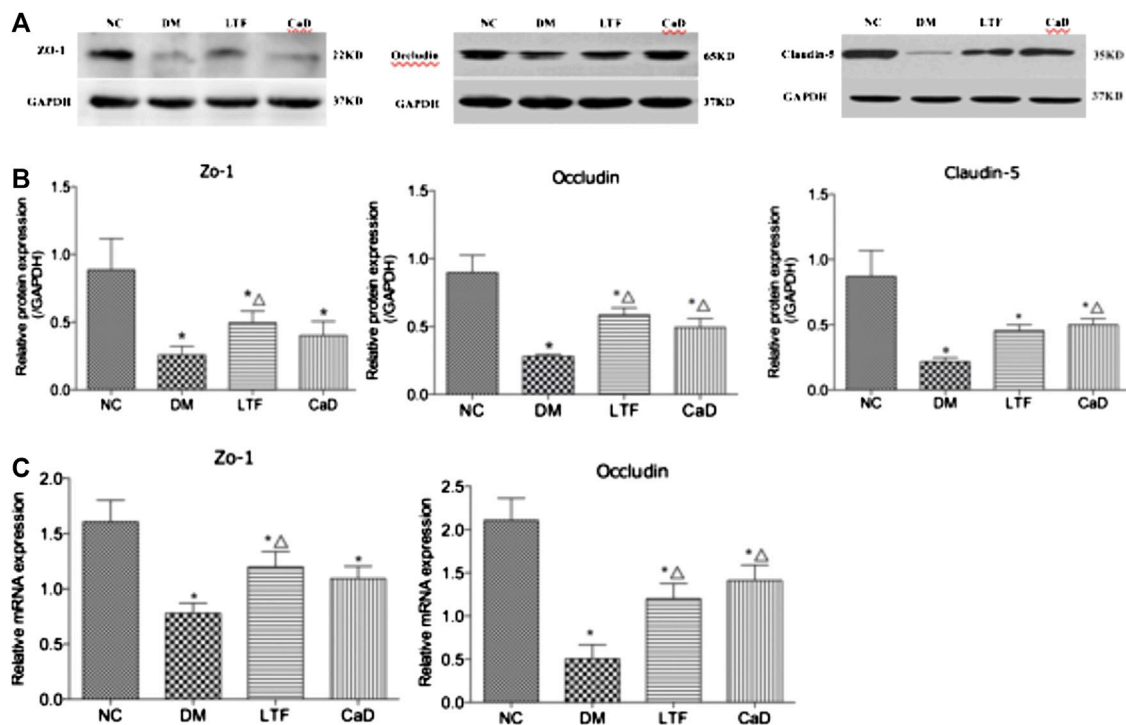 A
NC DM LTF CaD
ZO-1 22KD
GAPDH 37KD
NC DM LTF CaD
Occludin 65KD
GAPDH 37KD
NC DM LTF CaD
Claudin-5 35KD
GAPDH 37KD
B
Zo-1
Relative protein expression
(/GAPDH)
1.5
1.0
0.5
0.0
*
*△
*
NC DM LTF CaD
Occludin
Relative protein expression
(/GAPDH)
1.5
1.0
0.5
0.0
*
*△
*△
NC DM LTF CaD
Claudin-5
Relative protein expression
(/GAPDH)
1.5
1.0
0.5
0.0
*
*
*△
NC DM LTF CaD
C
Zo-1
Relative mRNA expression
2.0
1.5
1.0
0.5
0.0
*
*△
*
NC DM LTF CaD
Occludin
Relative mRNA expression
2.5
2.0
1.5
1.0
0.5
0.0
*
*△
*△
NC DM LTF CaD